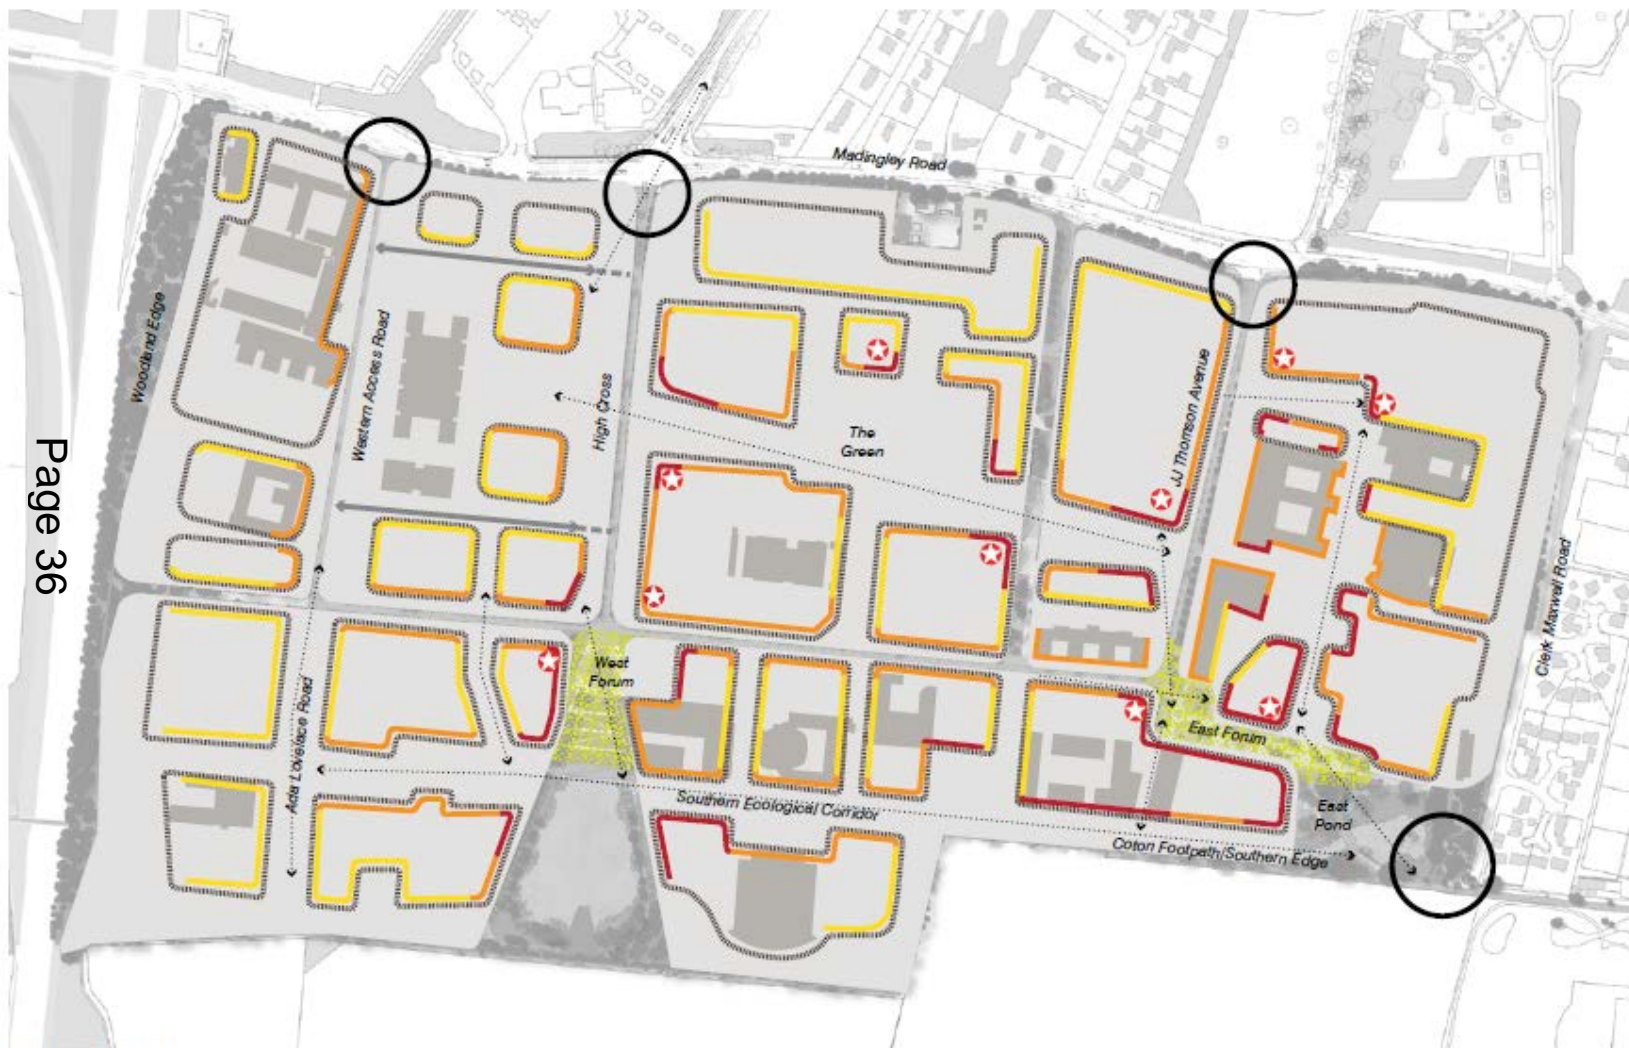 Madingley Road
Woodland Edge
Western Access Road
High Cross
The
Green
JJ Thomson Avenue
Page 36
Clerk Maxwell Road
West
Forum
Ada Lovelace Road
East Forum
Southern Ecological Corridor
East
Pond
Coton Footpath/Southern Edge